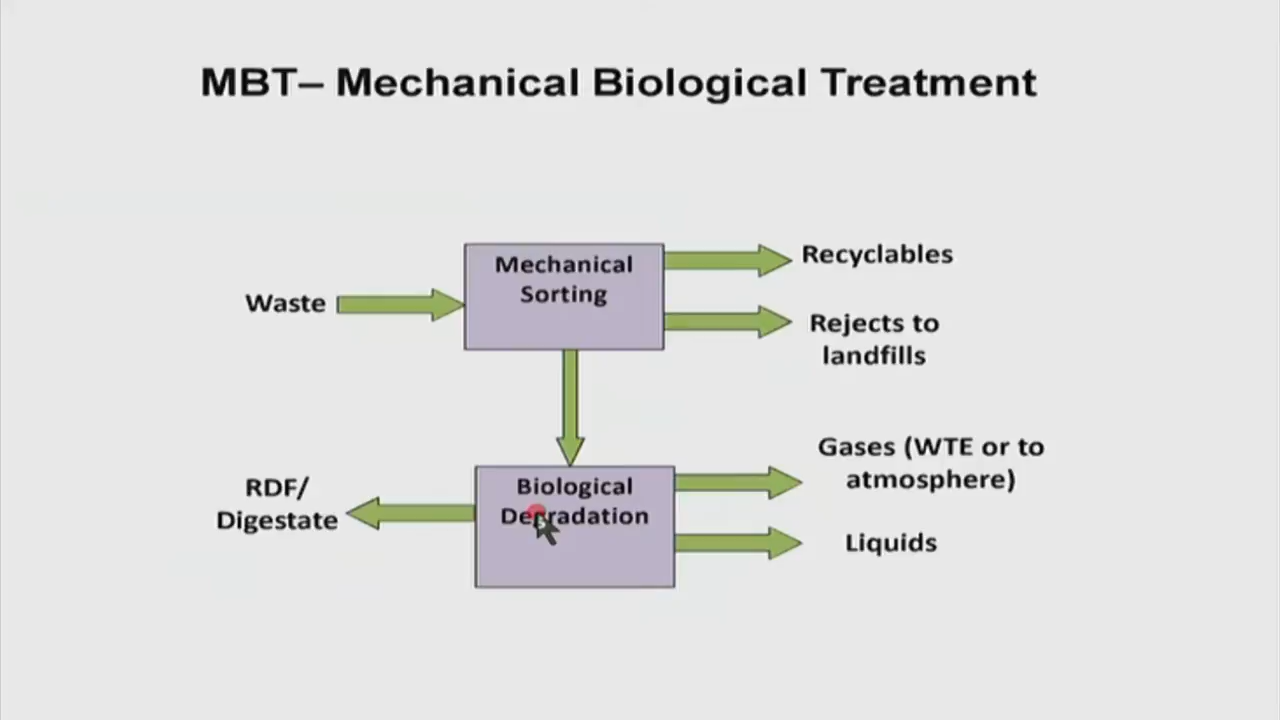 MBT– Mechanical Biological Treatment
Mechanical
Sorting
Recyclables
Waste
Rejects to
landfills
Gases (WTE or to
atmosphere)
RDF/
Digestate
Biological
Degradation
Liquids